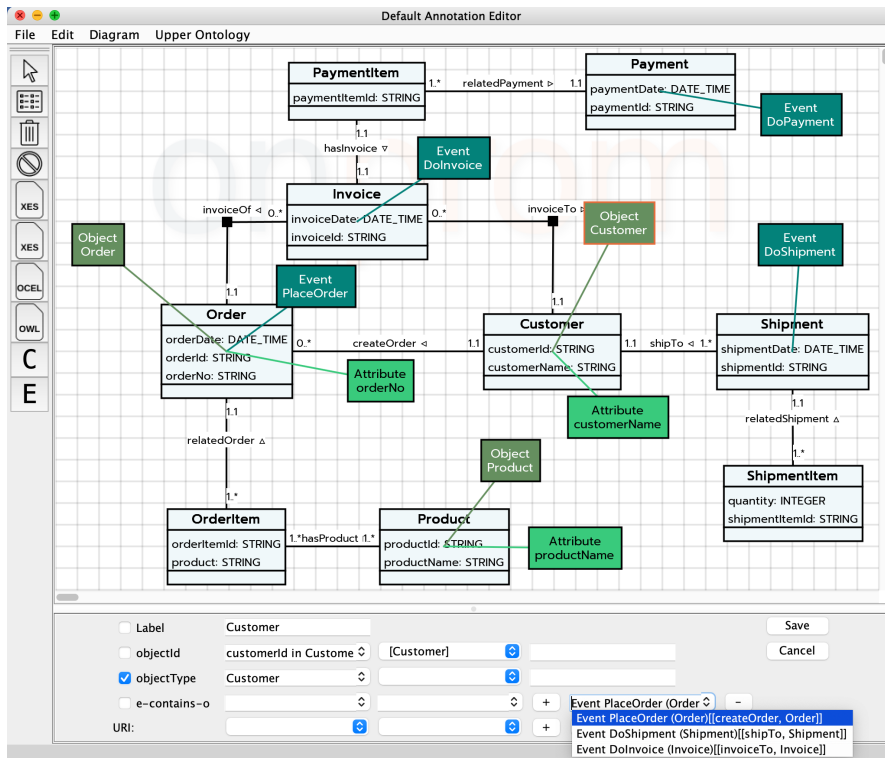 Default Annotation Editor
File Edit Diagram Upper Ontology
XES
XES
OCEL
OWL
C
E
PaymentItem
paymentItemId: STRING
1..* relatedPayment ▹ 1..1
Payment
paymentDate: DATE_TIME
paymentId: STRING
Event
DoPayment
1..1
hasInvoice ▿
1..1
Event
DoInvoice
Invoice
invoiceDate: DATE_TIME
invoiceId: STRING
invoiceOf ◃ 0..*
0..* invoiceTo ▹
Object
Customer
Object
Order
Event
DoShipment
Event
PlaceOrder
1..1
1..1
Order
orderDate: DATE_TIME
orderId: STRING
orderNo: STRING
0..* createOrder ◃ 1..1
Customer
customerId: STRING
customerName: STRING
1..1 shipTo ◃ 1..*
Shipment
shipmentDate: DATE_TIME
shipmentId: STRING
Attribute
orderNo
Attribute
customerName
1..1
relatedOrder ▵
1..*
1..1
relatedShipment ▵
1..*
Object
Product
ShipmentItem
quantity: INTEGER
shipmentItemId: STRING
OrderItem
orderItemId: STRING
product: STRING
1..* hasProduct 1..*
Product
productId: STRING
productName: STRING
Attribute
productName
Label Customer Save
objectId customerId in Custome [Customer] Cancel
objectType Customer
e-contains-o + Event PlaceOrder (Order −
Event PlaceOrder (Order)[[createOrder, Order]]
URI: +
Event DoShipment (Shipment)[[shipTo, Shipment]]
Event DoInvoice (Invoice)[[invoiceTo, Invoice]]